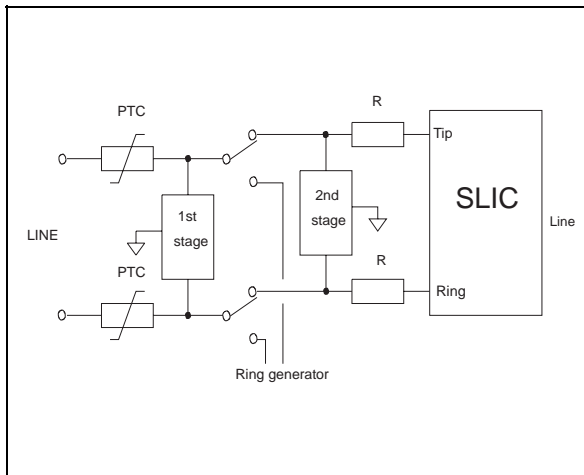 PTC
R
Tip
SLIC
1st
stage
2nd
stage
LINE
Line
PTC
R
Ring
Ring generator